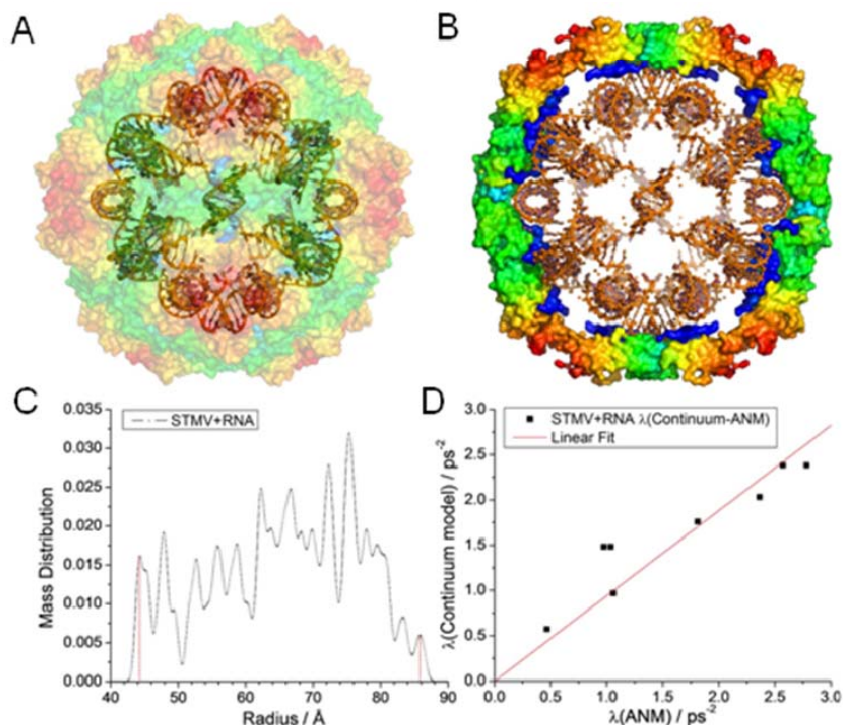 A
B
C
STMV+RNA
0.035
0.030
0.025
0.020
0.015
0.010
0.005
0.000
Mass Distribution
40 50 60 70 80 90
Radius / Å
D
STMV+RNA λ(Continuum-ANM)
Linear Fit
3.0
2.5
2.0
1.5
1.0
0.5
0.0
λ(Continuum model) / ps⁻²
0.0 0.5 1.0 1.5 2.0 2.5 3.0
λ(ANM) / ps⁻²